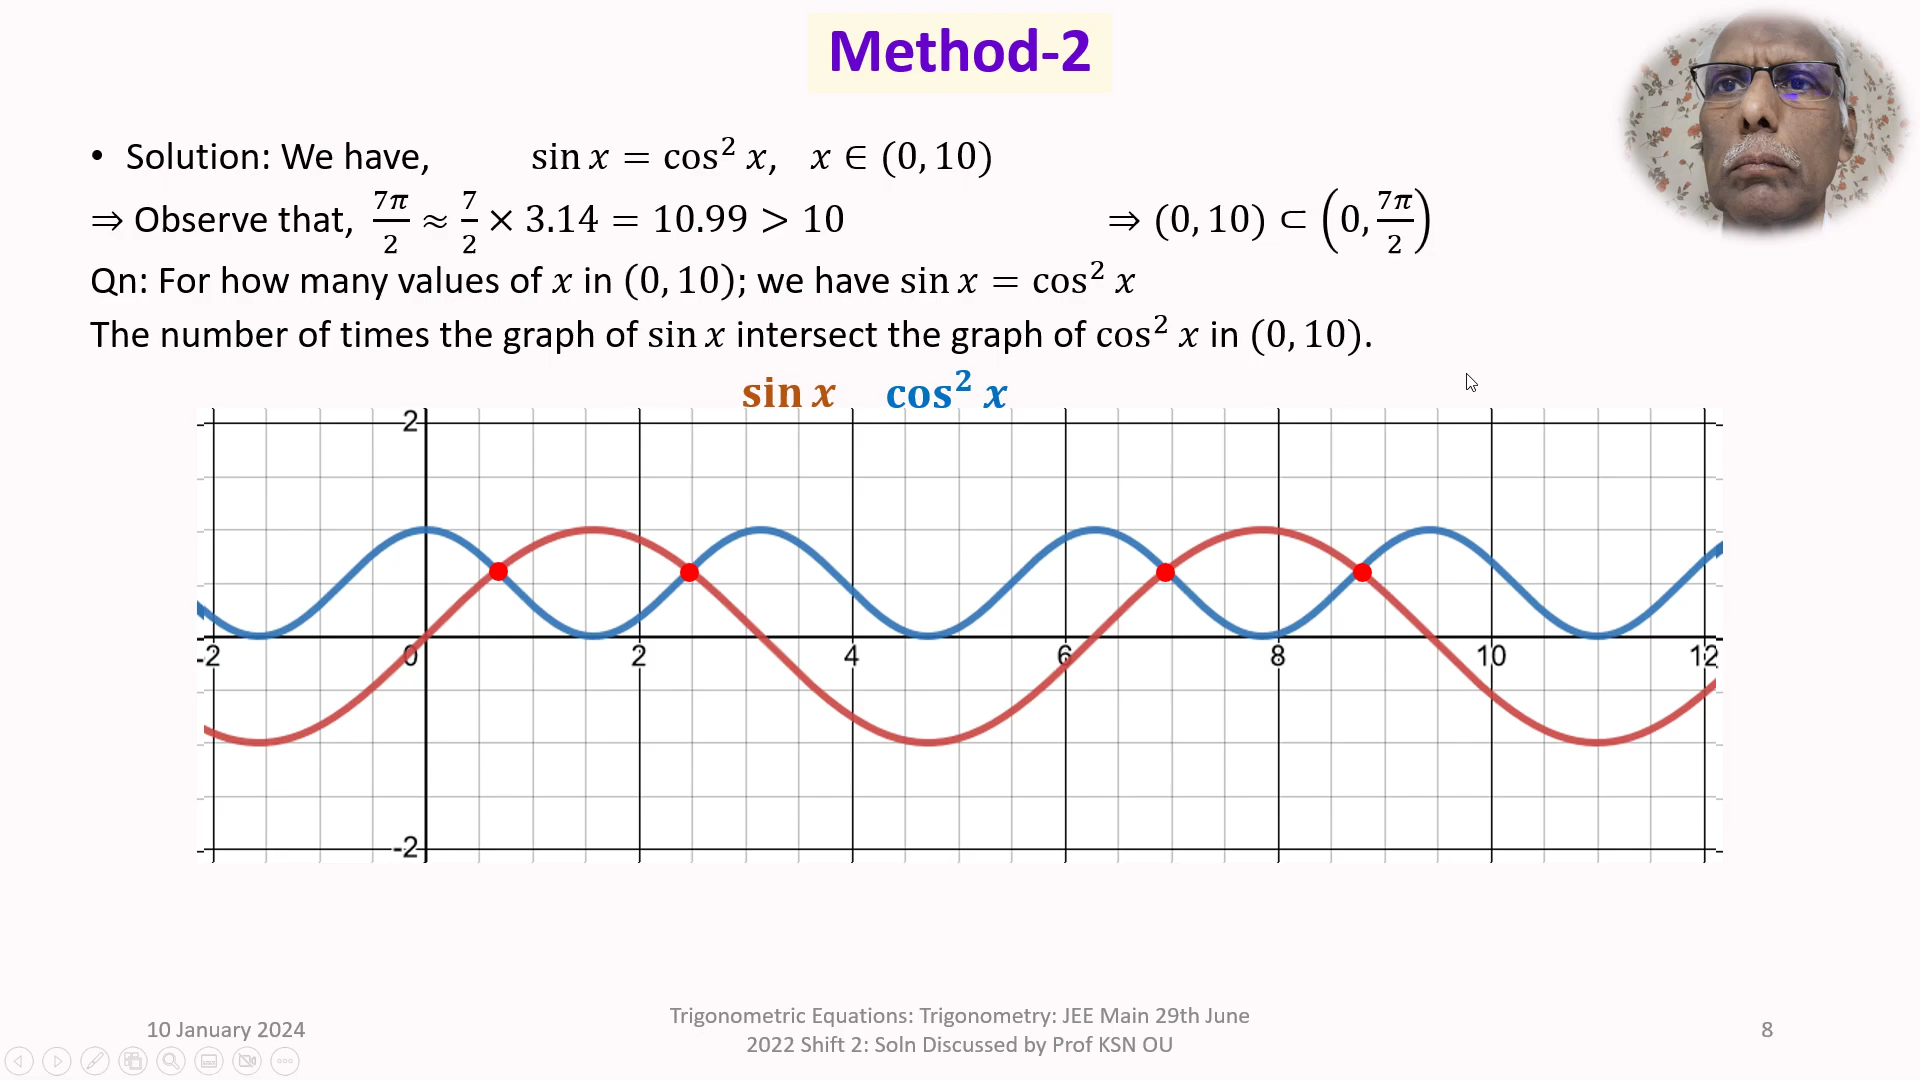 Method-2
• Solution: We have, sin x = cos² x, x ∈ (0, 10)
⇒ Observe that, 7π/2 ≈ 7/2 × 3.14 = 10.99 > 10 ⇒ (0, 10) ⊂ (0, 7π/2)
Qn: For how many values of x in (0, 10); we have sin x = cos² x
The number of times the graph of sin x intersect the graph of cos² x in (0, 10).
sin x cos² x
2
-2 0 2 4 6 8 10 12
-2
10 January 2024
Trigonometric Equations: Trigonometry: JEE Main 29th June
2022 Shift 2: Soln Discussed by Prof KSN OU
8